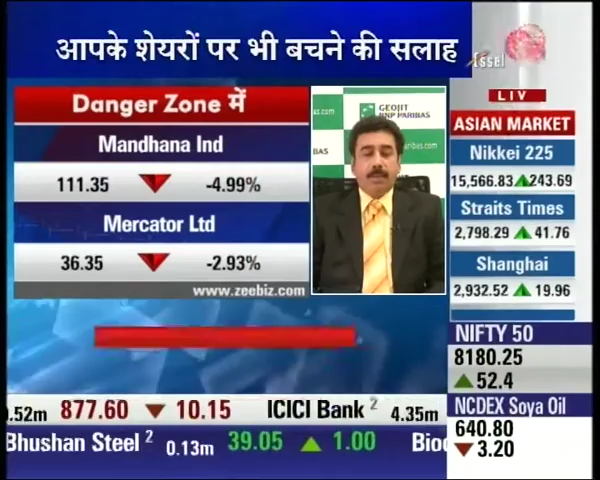 आपके शेयरों पर भी बचने की सलाह
Essel
LIV
Danger Zone में
Mandhana Ind
111.35 -4.99%
Mercator Ltd
36.35 -2.93%
www.zeebiz.com
GEOJIT
BNP PARIBAS
ASIAN MARKET
Nikkei 225
15,566.83 243.69
Straits Times
2,798.29 41.76
Shanghai
2,932.52 19.96
NIFTY 50
8180.25
52.4
NCDEX Soya Oil
640.80
3.20
0.52m 877.60 10.15 ICICI Bank 2 4.35m
Bhushan Steel 2 0.13m 39.05 1.00 Bioc